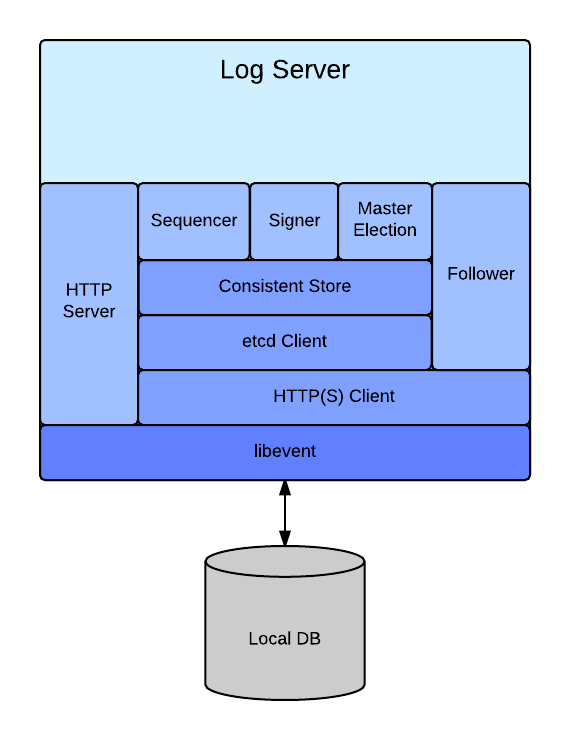 Log Server
Sequencer
Signer
Master
Election
HTTP
Server
Follower
Consistent Store
etcd Client
HTTP(S) Client
libevent
Local DB